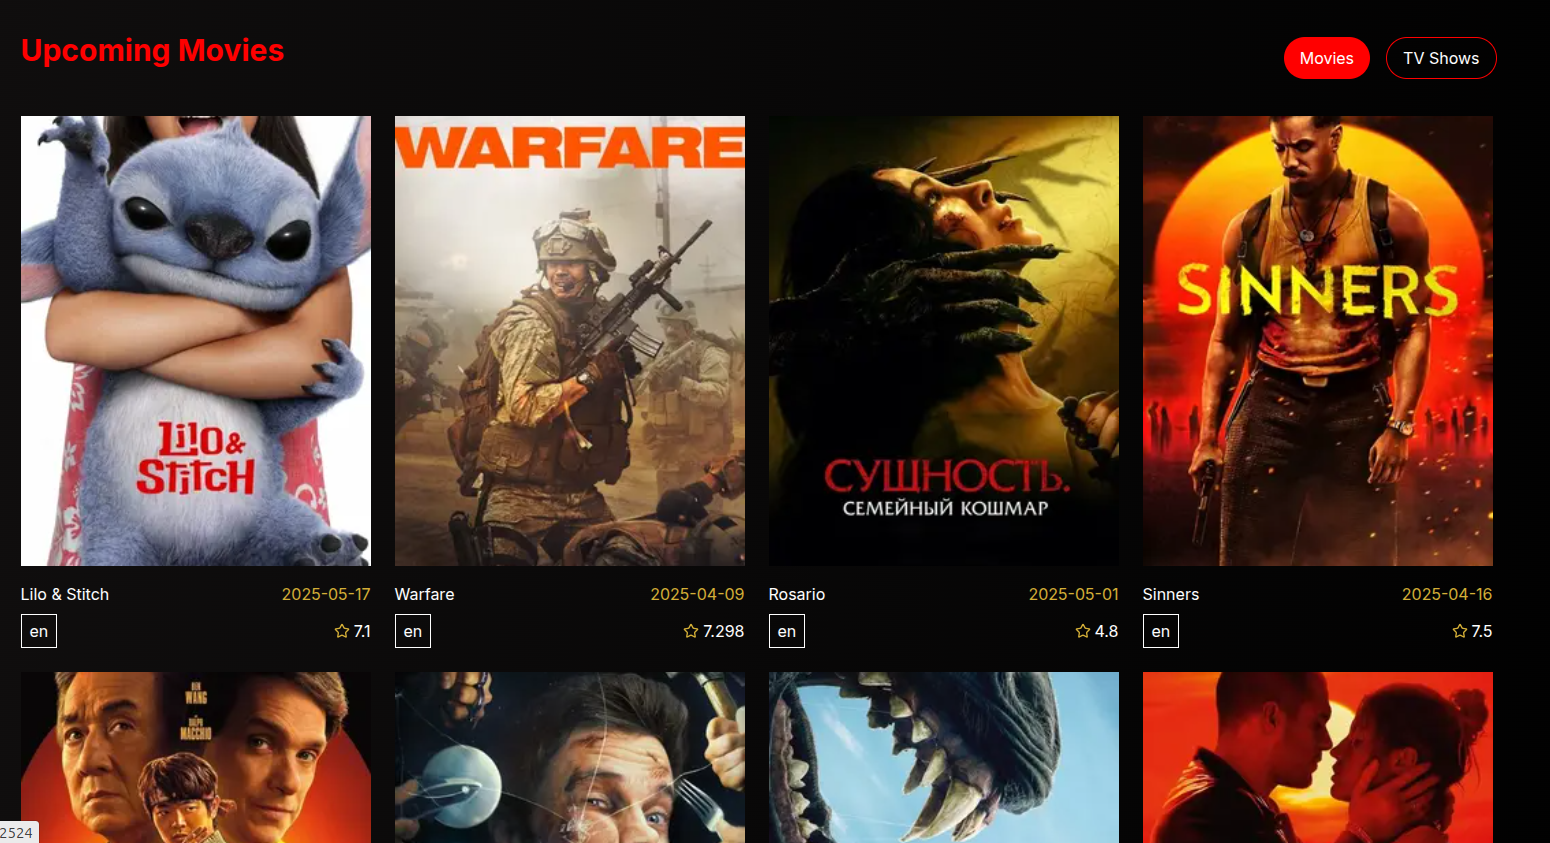 Upcoming Movies
Movies
TV Shows
Lilo &
Stitch
WARFARE
СУЩНОСТЬ.
СЕМЕЙНЫЙ КОШМАР
SINNERS
Lilo & Stitch
2025-05-17
en
7.1
Warfare
2025-04-09
en
7.298
Rosario
2025-05-01
en
4.8
Sinners
2025-04-16
en
7.5
BEN
WANG
RALPH
MACCHIO
2524